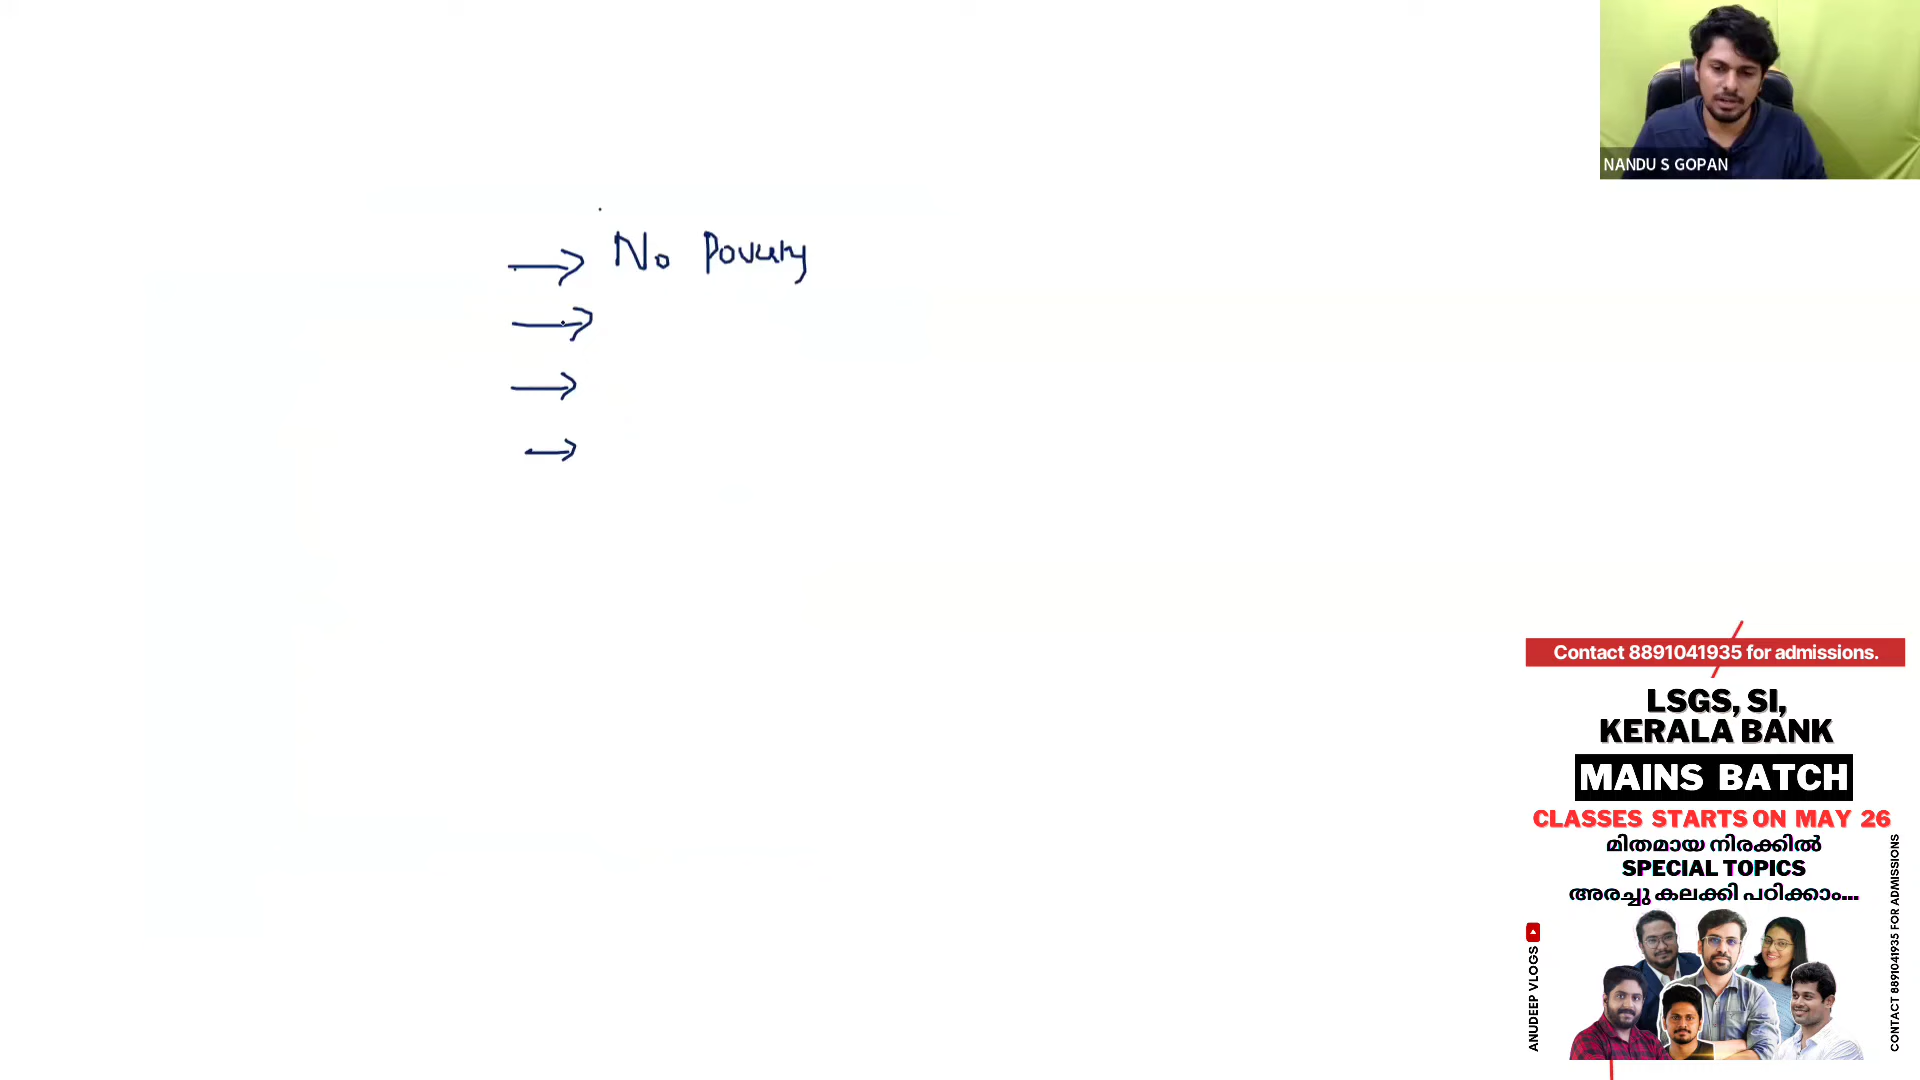 NANDU S GOPAN
No Poverty
Contact 8891041935 for admissions.
LSGS, SI,
KERALA BANK
MAINS BATCH
CLASSES STARTS ON MAY 26
മിതമായ നിരക്കിൽ
SPECIAL TOPICS
അരച്ചു കലക്കി പഠിക്കാം...
ANUDEEP VLOGS
CONTACT 8891041935 FOR ADMISSIONS